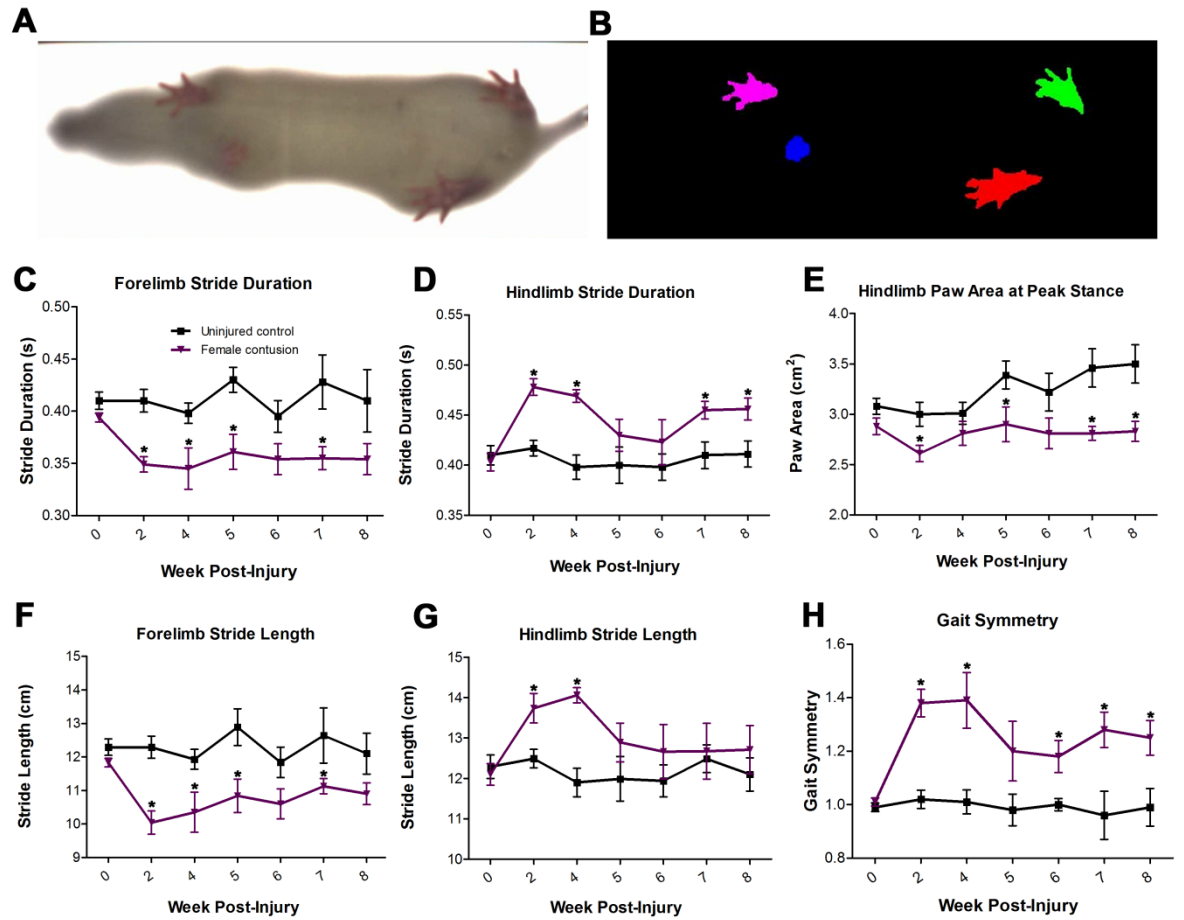 A
B
C
Forelimb Stride Duration
Stride Duration (s)
0.50
0.45
0.40
0.35
0.30
Uninjured control
Female contusion
* * * *
0 2 4 5 6 7 8
Week Post-Injury
D
Hindlimb Stride Duration
Stride Duration (s)
0.55
0.50
0.45
0.40
0.35
* * * *
0 2 4 5 6 7 8
Week Post-Injury
E
Hindlimb Paw Area at Peak Stance
Paw Area (cm²)
4.0
3.5
3.0
2.5
2.0
* * * *
0 2 4 5 6 7 8
Week Post-Injury
F
Forelimb Stride Length
Stride Length (cm)
15
14
13
12
11
10
9
* * * *
0 2 4 5 6 7 8
Week Post-Injury
G
Hindlimb Stride Length
Stride Length (cm)
15
14
13
12
11
10
* *
0 2 4 5 6 7 8
Week Post-Injury
H
Gait Symmetry
Gait Symmetry
1.6
1.4
1.2
1.0
0.8
* * * * *
0 2 4 5 6 7 8
Week Post-Injury